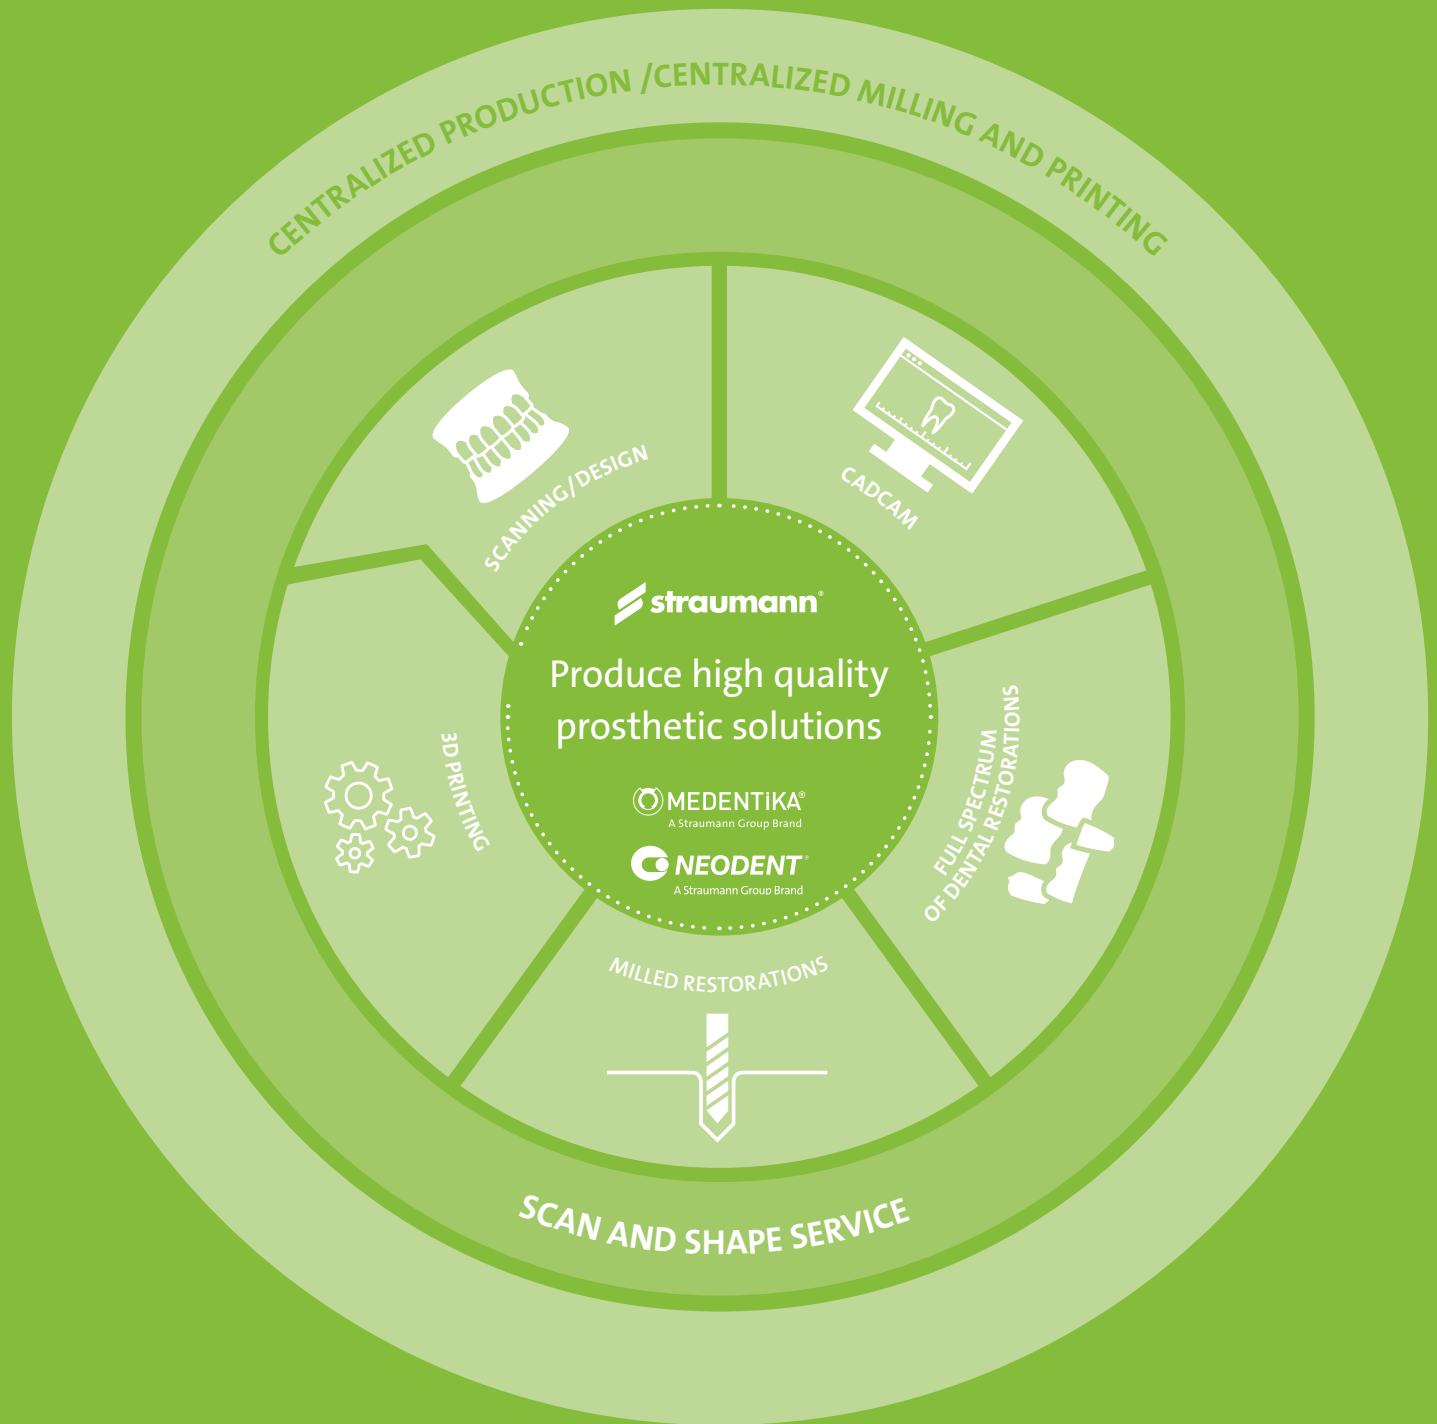 CENTRALIZED PRODUCTION /CENTRALIZED MILLING AND PRINTING
SCANNING/DESIGN
CADCAM
straumann®
Produce high quality
prosthetic solutions
MEDENTiKA®
A Straumann Group Brand
NEODENT®
A Straumann Group Brand
3D PRINTING
FULL SPECTRUM
OF DENTAL RESTORATIONS
MILLED RESTORATIONS
SCAN AND SHAPE SERVICE